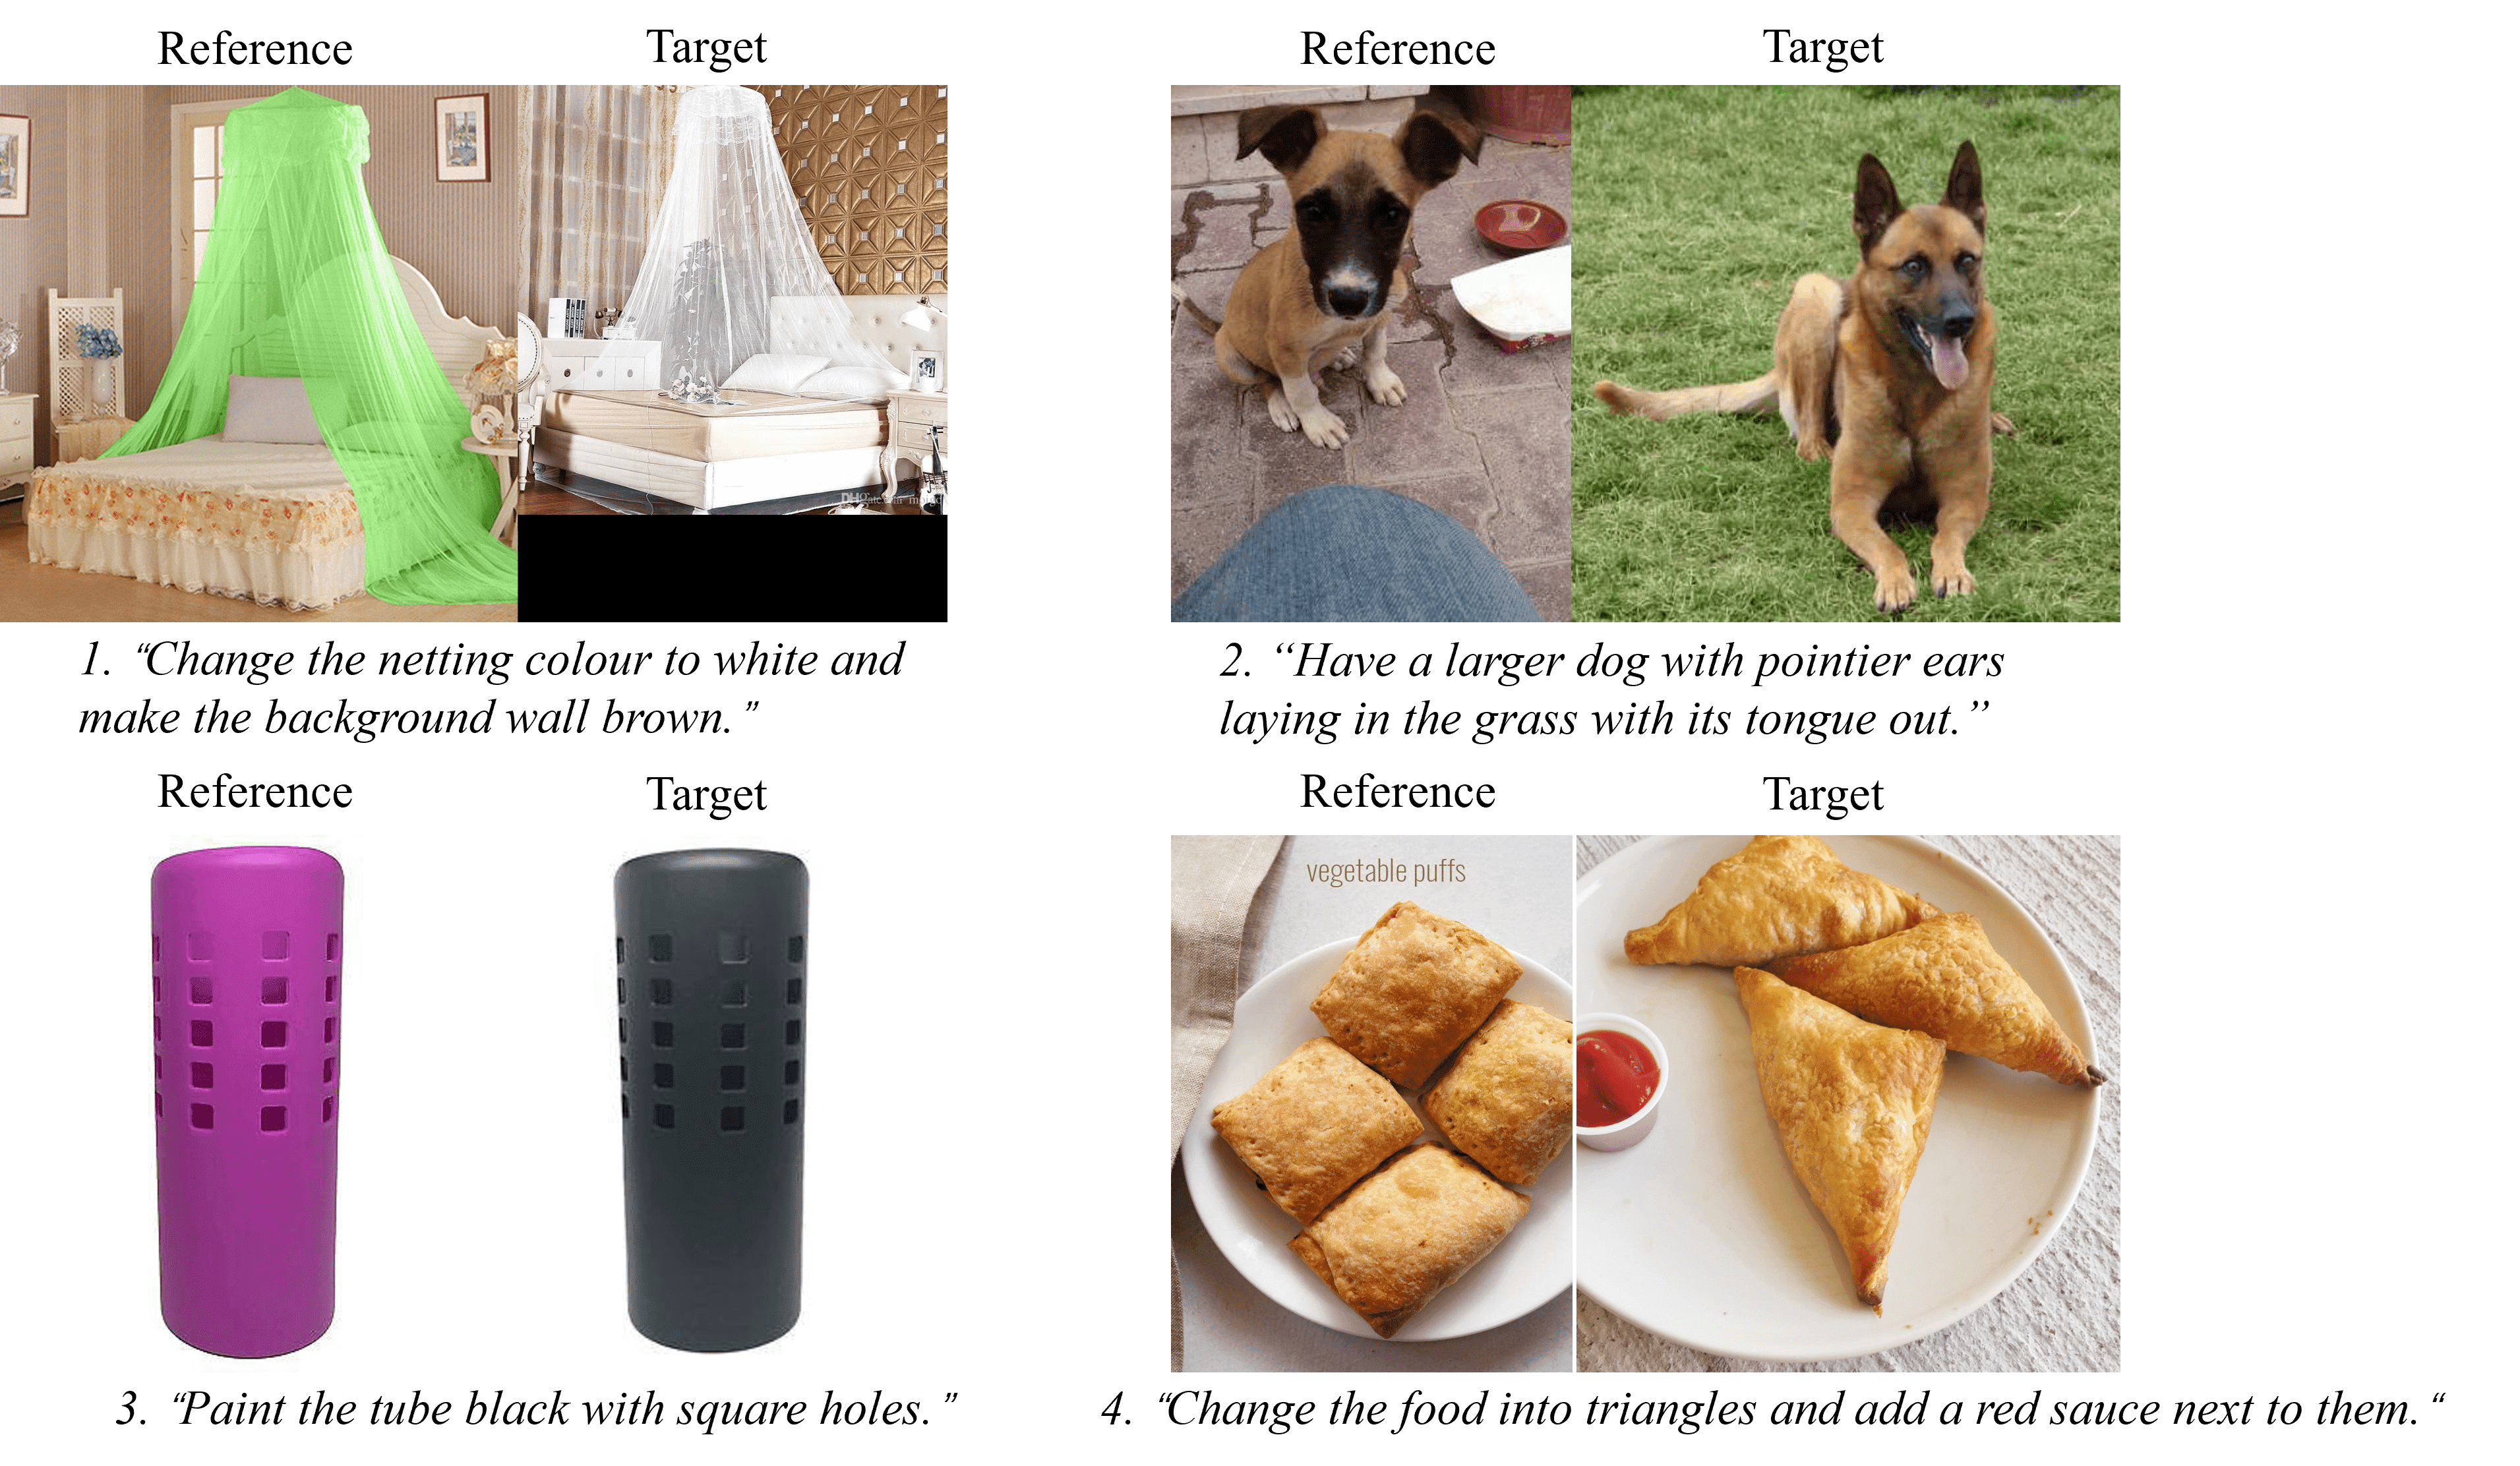 Reference Target
Reference Target
1. “Change the netting colour to white and
make the background wall brown.”
2. “Have a larger dog with pointier ears
laying in the grass with its tongue out.”
Reference Target
Reference Target
vegetable puffs
3. “Paint the tube black with square holes.”
4. “Change the food into triangles and add a red sauce next to them.“